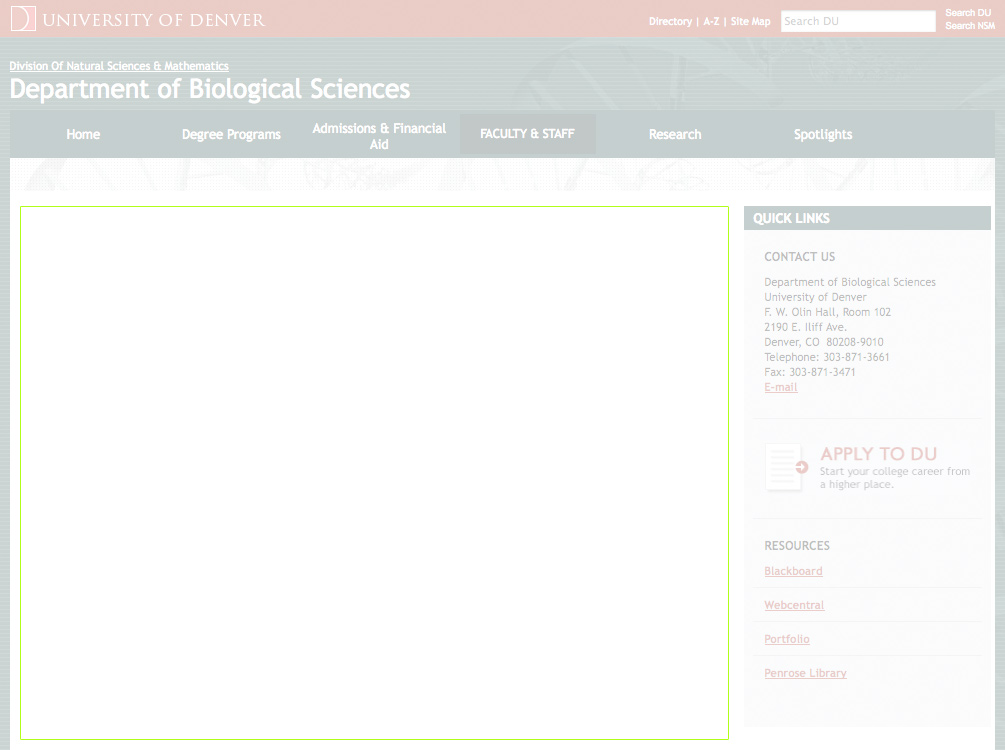 UNIVERSITY OF DENVER
Directory | A-Z | Site Map
Search DU
Search DU
Search NSM
Division Of Natural Sciences & Mathematics
Department of Biological Sciences
Home
Degree Programs
Admissions & Financial
Aid
FACULTY & STAFF
Research
Spotlights
QUICK LINKS
CONTACT US
Department of Biological Sciences
University of Denver
F. W. Olin Hall, Room 102
2190 E. Iliff Ave.
Denver, CO 80208-9010
Telephone: 303-871-3661
Fax: 303-871-3471
E-mail
APPLY TO DU
Start your college career from
a higher place.
RESOURCES
Blackboard
Webcentral
Portfolio
Penrose Library